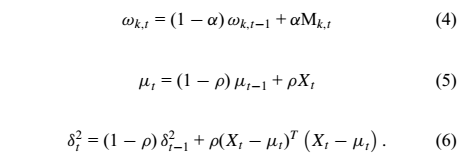 ω_{k,t} = (1 − α) ω_{k,t−1} + αM_{k,t} (4)
μ_t = (1 − ρ) μ_{t−1} + ρX_t (5)
δ_t^2 = (1 − ρ) δ_{t−1}^2 + ρ(X_t − μ_t)^T (X_t − μ_t) . (6)